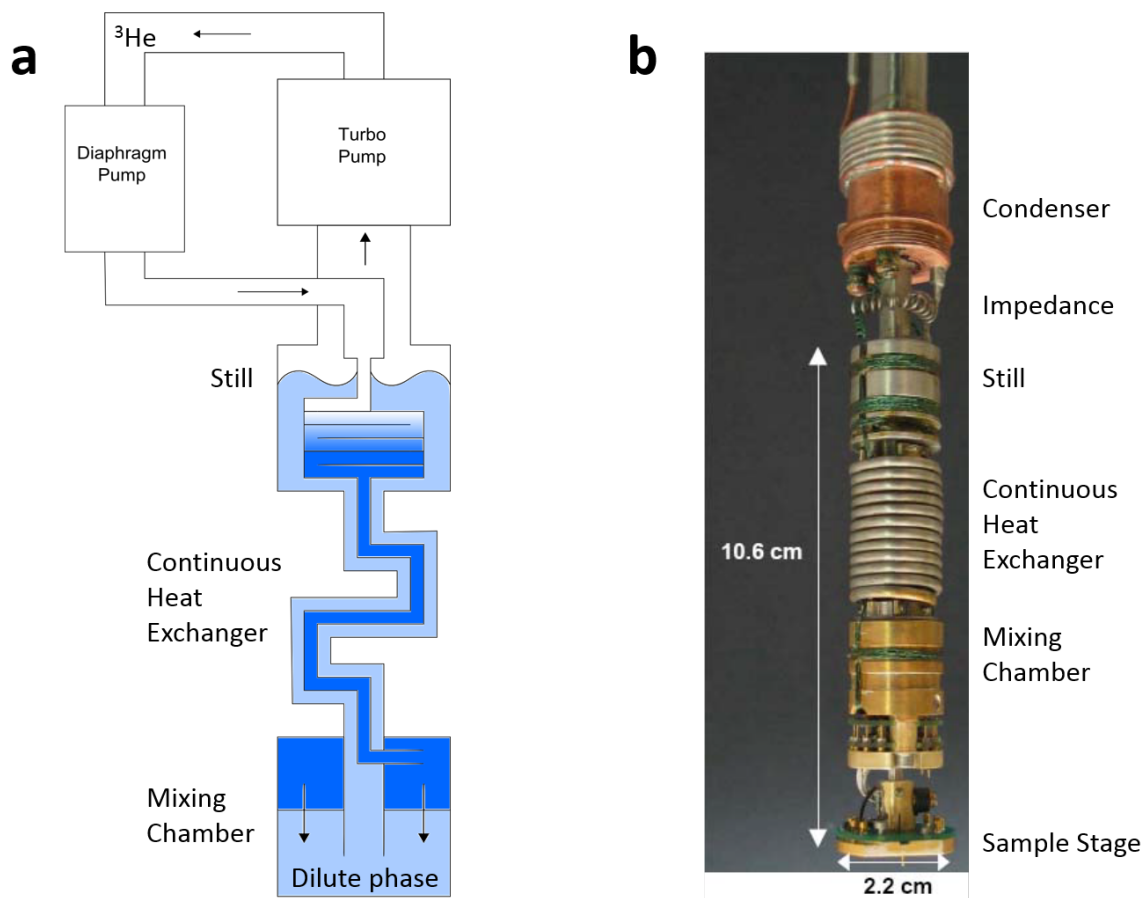 a
³He
Diaphragm
Pump
Turbo
Pump
Still
Continuous
Heat
Exchanger
Mixing
Chamber
Dilute phase
b
Condenser
Impedance
Still
Continuous
Heat
Exchanger
10.6 cm
Mixing
Chamber
Sample Stage
2.2 cm